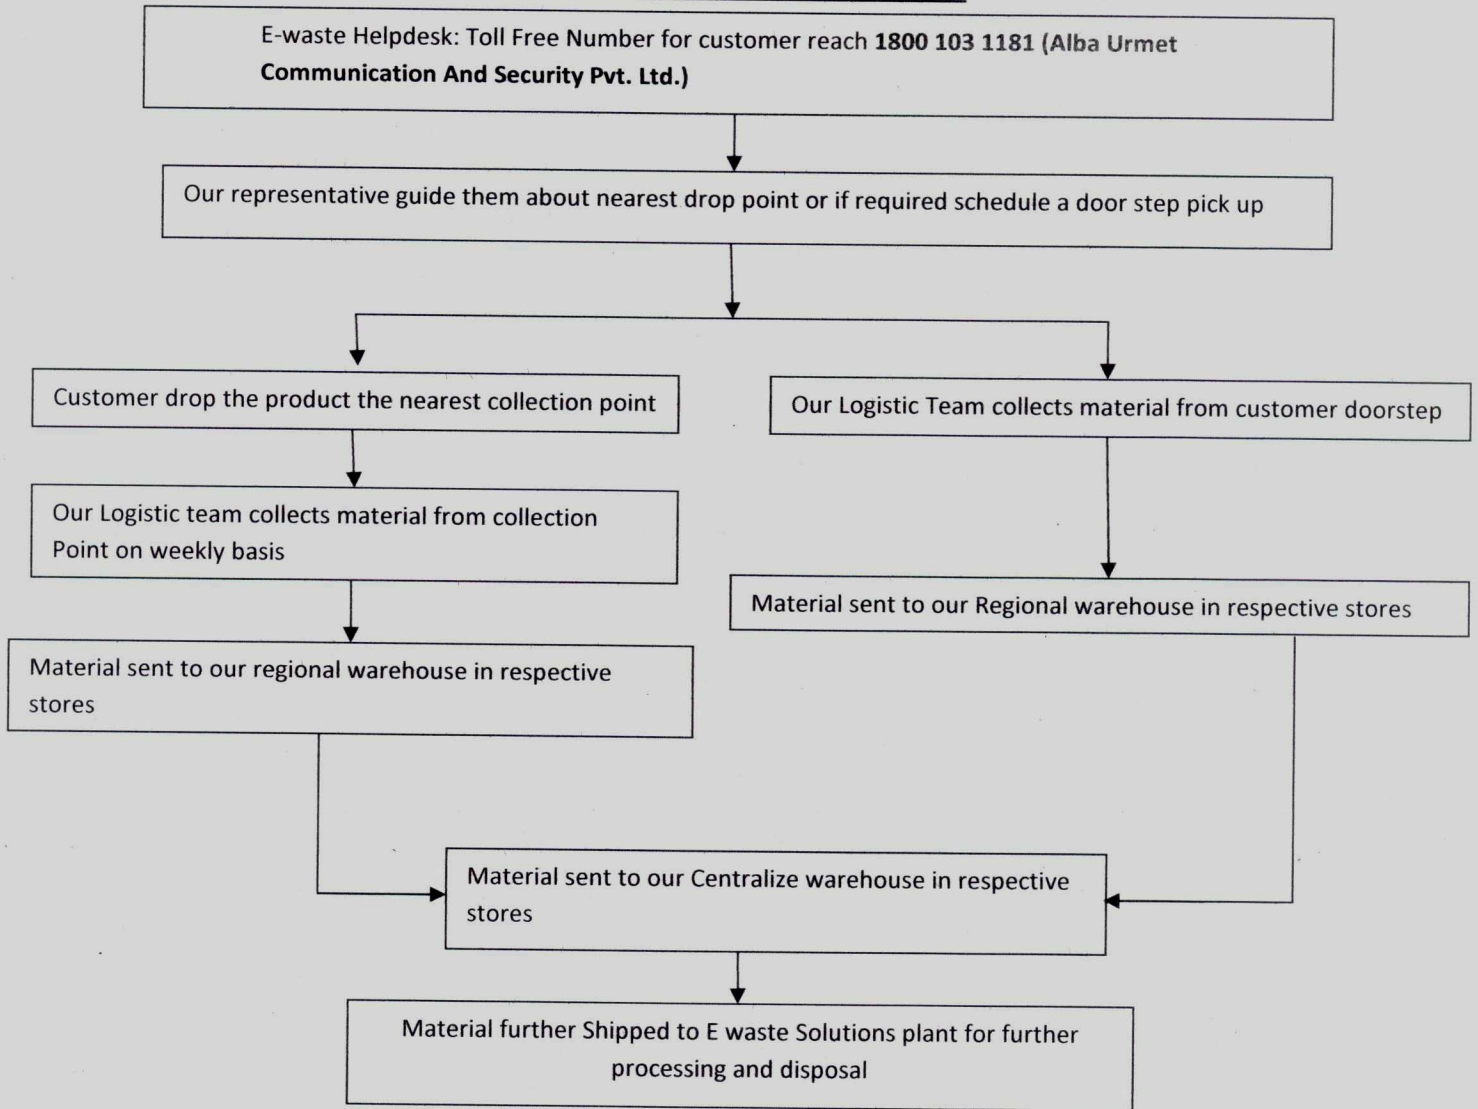 E-waste Helpdesk: Toll Free Number for customer reach 1800 103 1181 (Alba Urmet
Communication And Security Pvt. Ltd.)
Our representative guide them about nearest drop point or if required schedule a door step pick up
Customer drop the product the nearest collection point
Our Logistic Team collects material from customer doorstep
Our Logistic team collects material from collection
Point on weekly basis
Material sent to our Regional warehouse in respective stores
Material sent to our regional warehouse in respective
stores
Material sent to our Centralize warehouse in respective
stores
Material further Shipped to E waste Solutions plant for further
processing and disposal